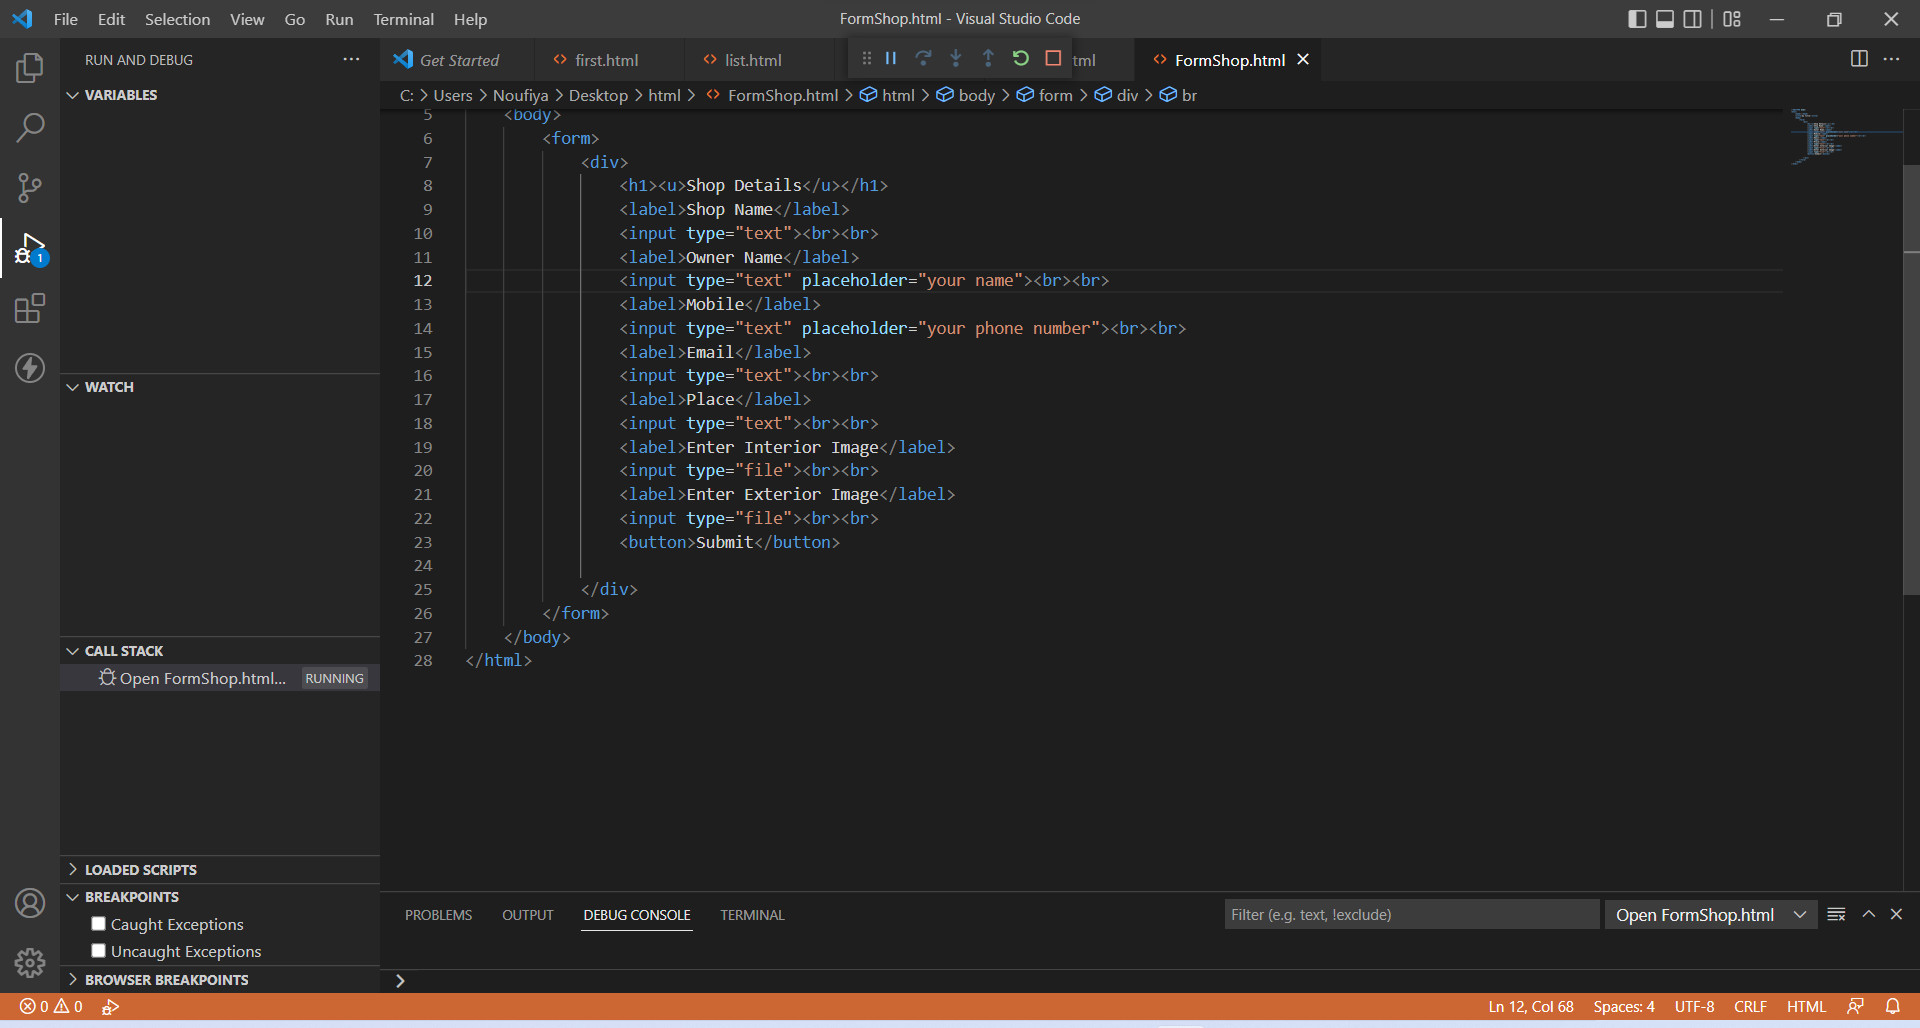 File Edit Selection View Go Run Terminal Help
FormShop.html - Visual Studio Code
RUN AND DEBUG
Get Started
first.html
list.html
tml
FormShop.html
C: > Users > Noufiya > Desktop > html > FormShop.html > html > body > form > div > br
VARIABLES
WATCH
CALL STACK
Open FormShop.html... RUNNING
LOADED SCRIPTS
BREAKPOINTS
Caught Exceptions
Uncaught Exceptions
BROWSER BREAKPOINTS
1
5 <body>
6 <form>
7 <div>
8 <h1><u>Shop Details</u></h1>
9 <label>Shop Name</label>
10 <input type="text"><br><br>
11 <label>Owner Name</label>
12 <input type="text" placeholder="your name"><br><br>
13 <label>Mobile</label>
14 <input type="text" placeholder="your phone number"><br><br>
15 <label>Email</label>
16 <input type="text"><br><br>
17 <label>Place</label>
18 <input type="text"><br><br>
19 <label>Enter Interior Image</label>
20 <input type="file"><br><br>
21 <label>Enter Exterior Image</label>
22 <input type="file"><br><br>
23 <button>Submit</button>
24
25 </div>
26 </form>
27 </body>
28 </html>
PROBLEMS OUTPUT DEBUG CONSOLE TERMINAL
Filter (e.g. text, !exclude)
Open FormShop.html
0 0
Ln 12, Col 68 Spaces: 4 UTF-8 CRLF HTML